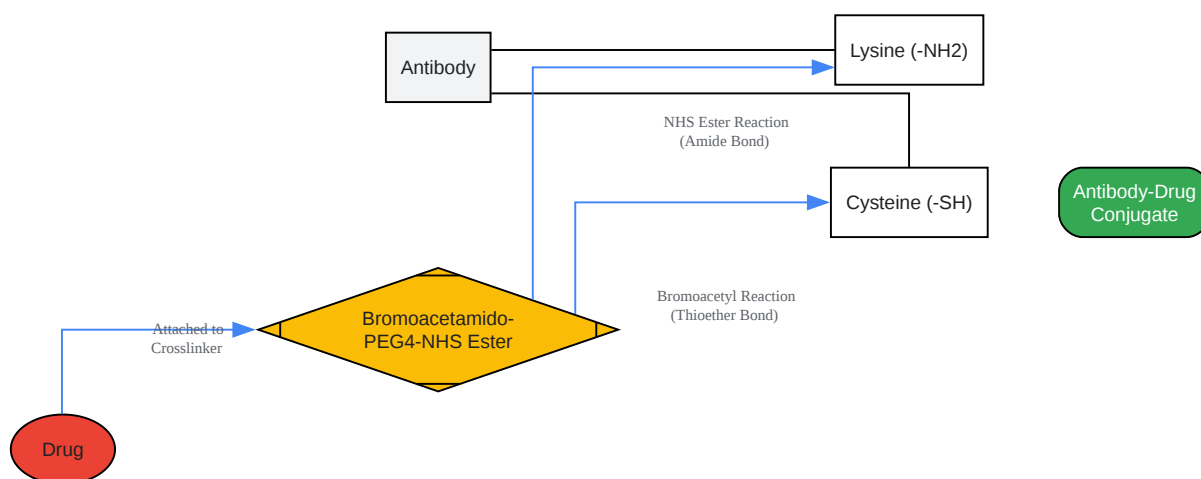 Lysine (-NH2)
Antibody
NHS Ester Reaction
(Amide Bond)
Cysteine (-SH)
Antibody-Drug
Conjugate
Bromoacetyl Reaction
(Thioether Bond)
Bromoacetamido-
PEG4-NHS Ester
Attached to
Crosslinker
Drug